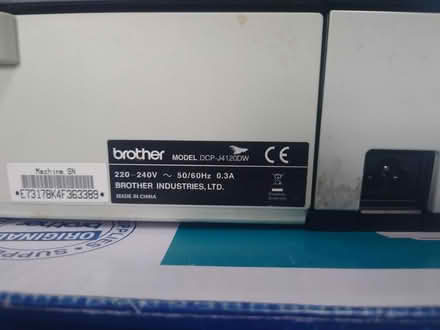 brother MODEL DCP-J4120DW CE
220-240V ~ 50/60Hz 0.3A
BROTHER INDUSTRIES, LTD.
MADE IN CHINA
Machine SN
*E73178K4F363389*
ORIGINAL